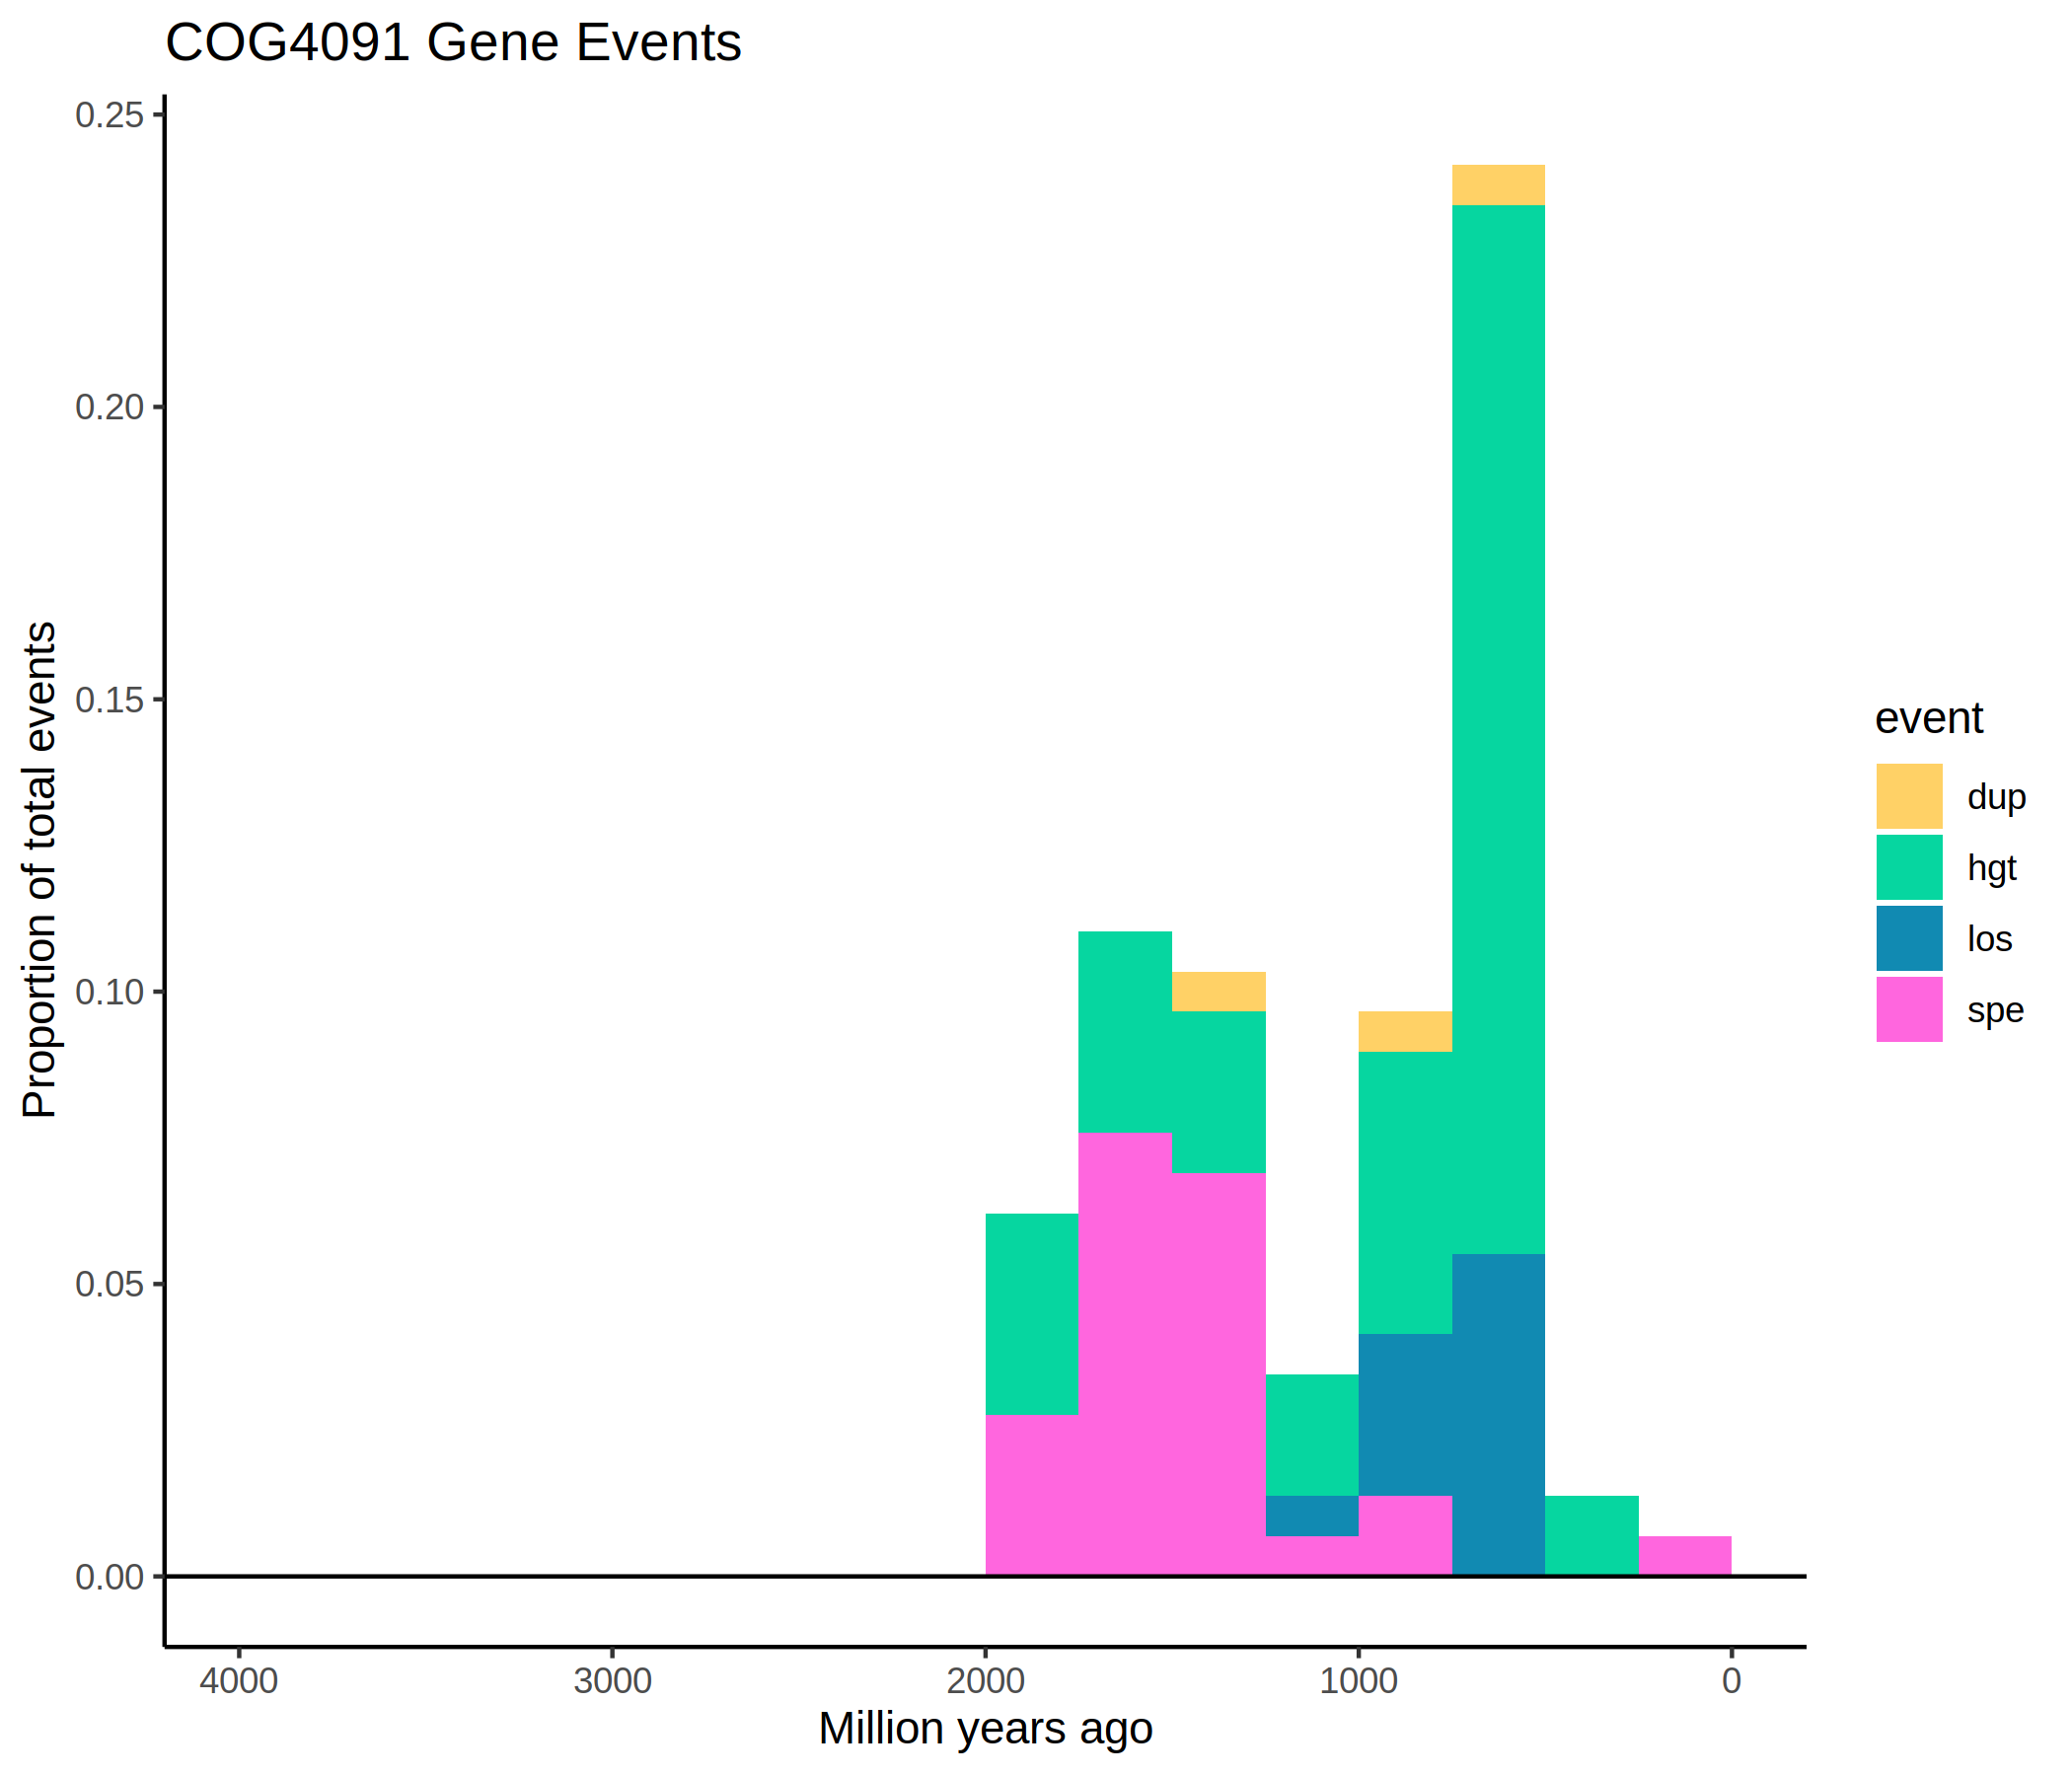 COG4091 Gene Events
0.25
0.20
0.15
0.10
0.05
0.00
Proportion of total events
4000 3000 2000 1000 0
Million years ago
event
dup
hgt
los
spe